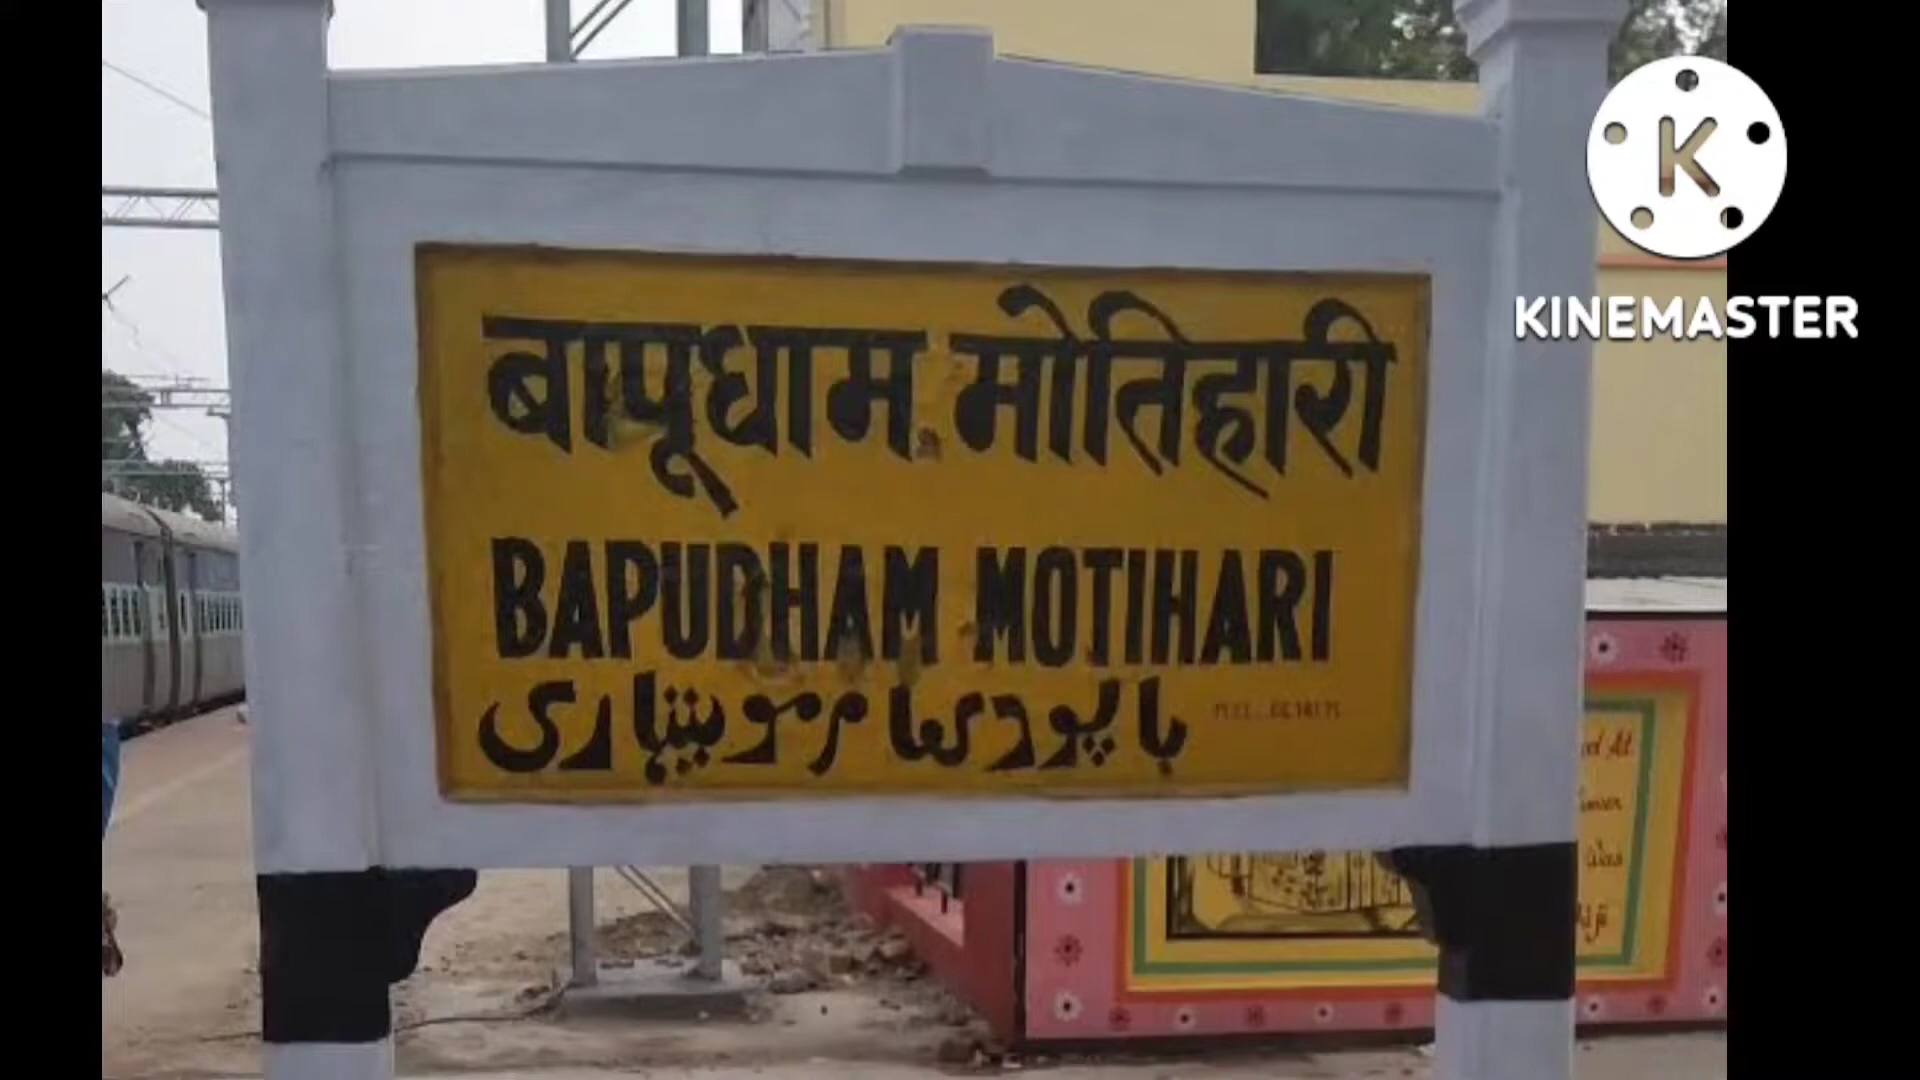 K
KINEMASTER
बापूधाम मोतिहारी
BAPUDHAM MOTIHARI
باپودھام موتیہاری